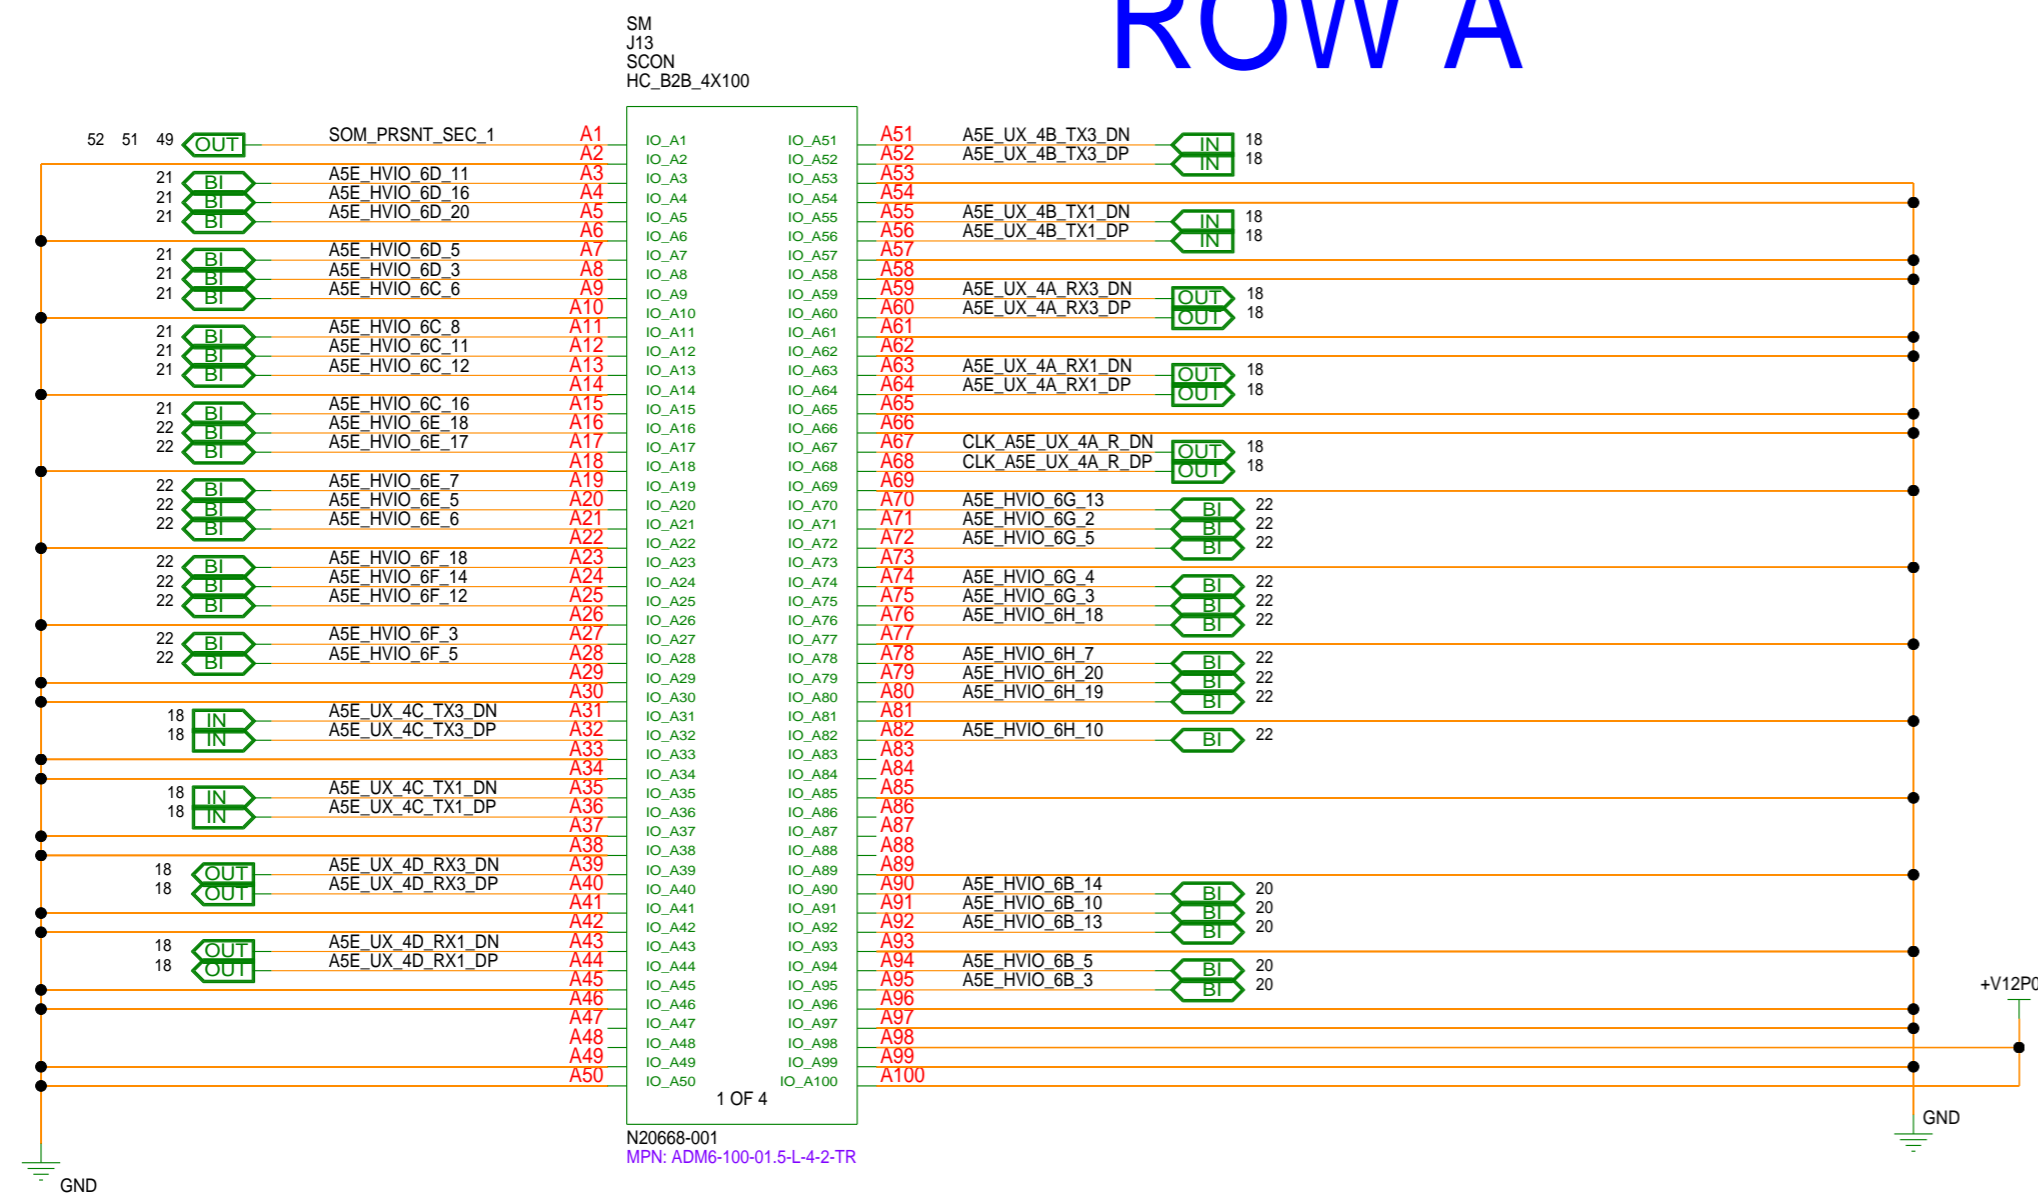 ROW A
SM
J13
SCON
HC_B2B_4X100
52 51 49 OUT SOM_PRSNT_SEC_1 A1 IO_A1 IO_A51 A51 A5E_UX_4B_TX3_DN IN 18
A2 IO_A2 IO_A52 A52 A5E_UX_4B_TX3_DP IN 18
21 BI A5E_HVIO_6D_11 A3 IO_A3 IO_A53 A53
21 BI A5E_HVIO_6D_16 A4 IO_A4 IO_A54 A54
21 BI A5E_HVIO_6D_20 A5 IO_A5 IO_A55 A55 A5E_UX_4B_TX1_DN IN 18
A6 IO_A6 IO_A56 A56 A5E_UX_4B_TX1_DP IN 18
21 BI A5E_HVIO_6D_5 A7 IO_A7 IO_A57 A57
21 BI A5E_HVIO_6D_3 A8 IO_A8 IO_A58 A58
21 BI A5E_HVIO_6C_6 A9 IO_A9 IO_A59 A59 A5E_UX_4A_RX3_DN OUT 18
A10 IO_A10 IO_A60 A60 A5E_UX_4A_RX3_DP OUT 18
21 BI A5E_HVIO_6C_8 A11 IO_A11 IO_A61 A61
21 BI A5E_HVIO_6C_11 A12 IO_A12 IO_A62 A62
21 BI A5E_HVIO_6C_12 A13 IO_A13 IO_A63 A63 A5E_UX_4A_RX1_DN OUT 18
A14 IO_A14 IO_A64 A64 A5E_UX_4A_RX1_DP OUT 18
21 BI A5E_HVIO_6C_16 A15 IO_A15 IO_A65 A65
22 BI A5E_HVIO_6E_18 A16 IO_A16 IO_A66 A66
22 BI A5E_HVIO_6E_17 A17 IO_A17 IO_A67 A67 CLK_A5E_UX_4A_R_DN OUT 18
A18 IO_A18 IO_A68 A68 CLK_A5E_UX_4A_R_DP OUT 18
22 BI A5E_HVIO_6E_7 A19 IO_A19 IO_A69 A69
22 BI A5E_HVIO_6E_5 A20 IO_A20 IO_A70 A70 A5E_HVIO_6G_13 BI 22
22 BI A5E_HVIO_6E_6 A21 IO_A21 IO_A71 A71 A5E_HVIO_6G_2 BI 22
A22 IO_A22 IO_A72 A72 A5E_HVIO_6G_5 BI 22
22 BI A5E_HVIO_6F_18 A23 IO_A23 IO_A73 A73
22 BI A5E_HVIO_6F_14 A24 IO_A24 IO_A74 A74 A5E_HVIO_6G_4 BI 22
22 BI A5E_HVIO_6F_12 A25 IO_A25 IO_A75 A75 A5E_HVIO_6G_3 BI 22
A26 IO_A26 IO_A76 A76 A5E_HVIO_6H_18 BI 22
22 BI A5E_HVIO_6F_3 A27 IO_A27 IO_A77 A77
22 BI A5E_HVIO_6F_5 A28 IO_A28 IO_A78 A78 A5E_HVIO_6H_7 BI 22
A29 IO_A29 IO_A79 A79 A5E_HVIO_6H_20 BI 22
A30 IO_A30 IO_A80 A80 A5E_HVIO_6H_19 BI 22
18 IN A5E_UX_4C_TX3_DN A31 IO_A31 IO_A81 A81
18 IN A5E_UX_4C_TX3_DP A32 IO_A32 IO_A82 A82 A5E_HVIO_6H_10 BI 22
A33 IO_A33 IO_A83 A83
A34 IO_A34 IO_A84 A84
18 IN A5E_UX_4C_TX1_DN A35 IO_A35 IO_A85 A85
18 IN A5E_UX_4C_TX1_DP A36 IO_A36 IO_A86 A86
A37 IO_A37 IO_A87 A87
A38 IO_A38 IO_A88 A88
18 OUT A5E_UX_4D_RX3_DN A39 IO_A39 IO_A89 A89
18 OUT A5E_UX_4D_RX3_DP A40 IO_A40 IO_A90 A90 A5E_HVIO_6B_14 BI 20
A41 IO_A41 IO_A91 A91 A5E_HVIO_6B_10 BI 20
A42 IO_A42 IO_A92 A92 A5E_HVIO_6B_13 BI 20
18 OUT A5E_UX_4D_RX1_DN A43 IO_A43 IO_A93 A93
18 OUT A5E_UX_4D_RX1_DP A44 IO_A44 IO_A94 A94 A5E_HVIO_6B_5 BI 20
A45 IO_A45 IO_A95 A95 A5E_HVIO_6B_3 BI 20
+V12P0
A46 IO_A46 IO_A96 A96
A47 IO_A47 IO_A97 A97
A48 IO_A48 IO_A98 A98
A49 IO_A49 IO_A99 A99
A50 IO_A50 IO_A100 A100
1 OF 4
GND
N20668-001
MPN: ADM6-100-01.5-L-4-2-TR
GND